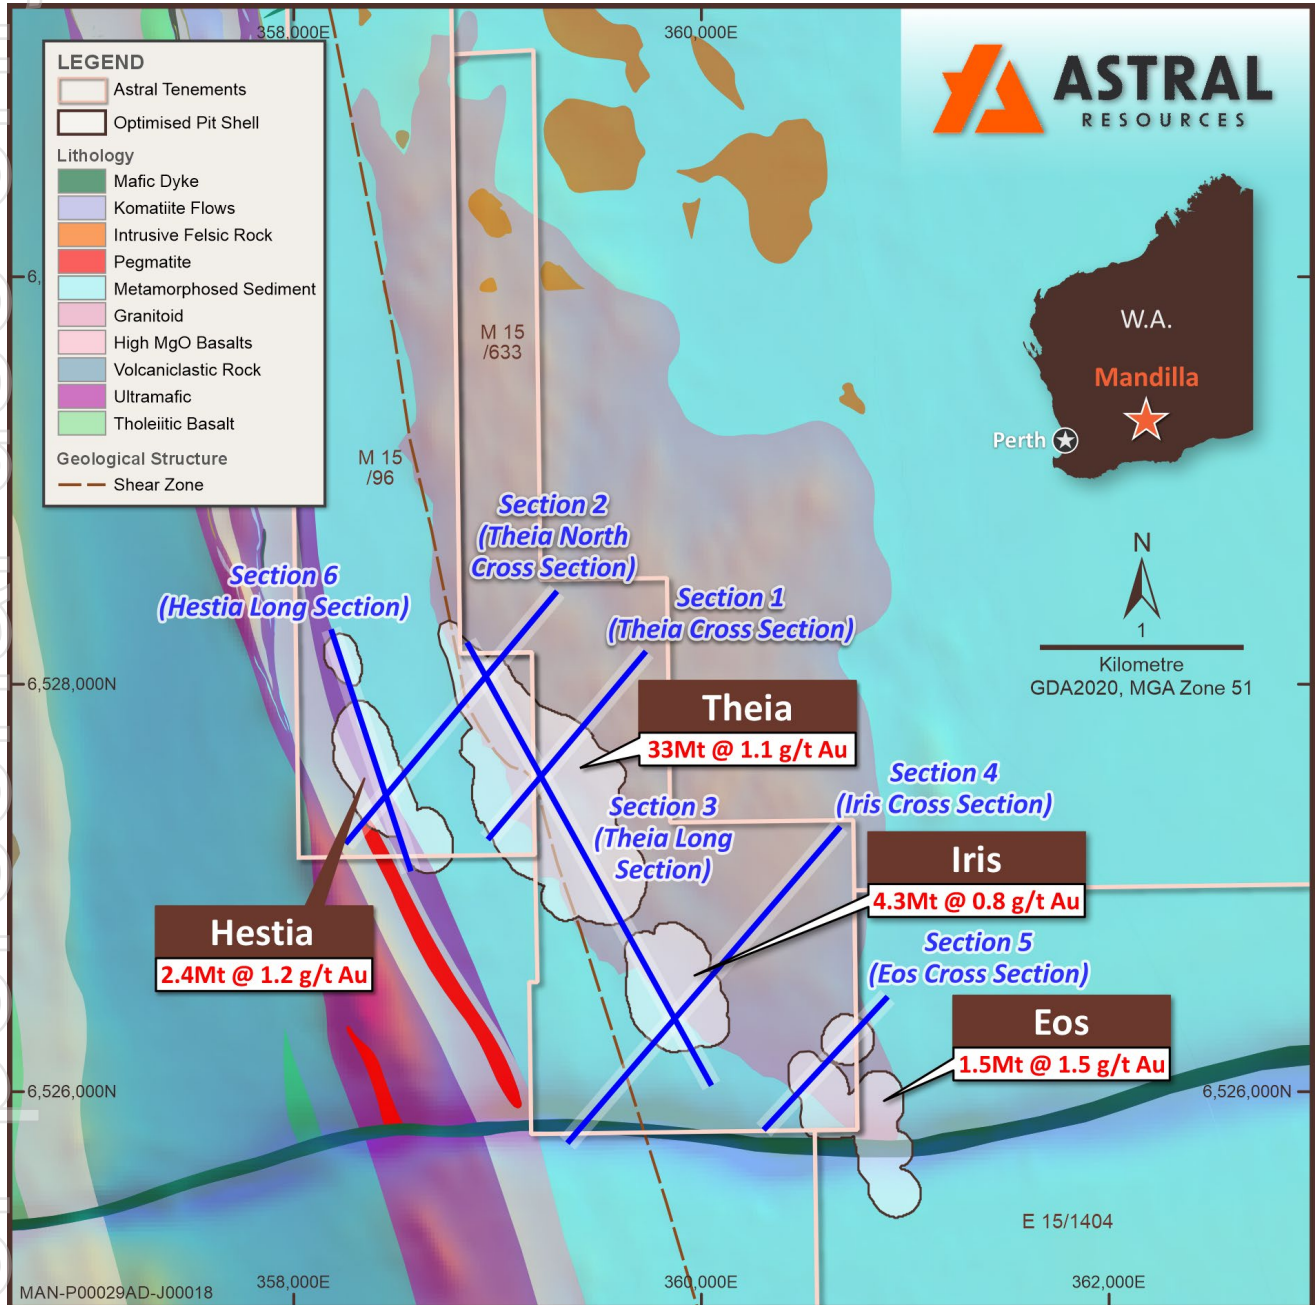 358,000E
360,000E
LEGEND
Astral Tenements
Optimised Pit Shell
Lithology
Mafic Dyke
Komatiite Flows
Intrusive Felsic Rock
Pegmatite
Metamorphosed Sediment
Granitoid
High MgO Basalts
Volcaniclastic Rock
Ultramafic
Tholeiitic Basalt
Geological Structure
Shear Zone
ASTRAL
RESOURCES
W.A.
Mandilla
Perth
N
1
Kilometre
GDA2020, MGA Zone 51
6,
M 15
/633
M 15
/96
Section 2
(Theia North
Cross Section)
Section 6
(Hestia Long Section)
Section 1
(Theia Cross Section)
6,528,000N
Theia
33Mt @ 1.1 g/t Au
Section 3
(Theia Long
Section)
Section 4
(Iris Cross Section)
Iris
4.3Mt @ 0.8 g/t Au
Hestia
2.4Mt @ 1.2 g/t Au
Section 5
(Eos Cross Section)
Eos
1.5Mt @ 1.5 g/t Au
6,526,000N
6,526,000N
E 15/1404
358,000E
360,000E
362,000E
MAN-P00029AD-J00018